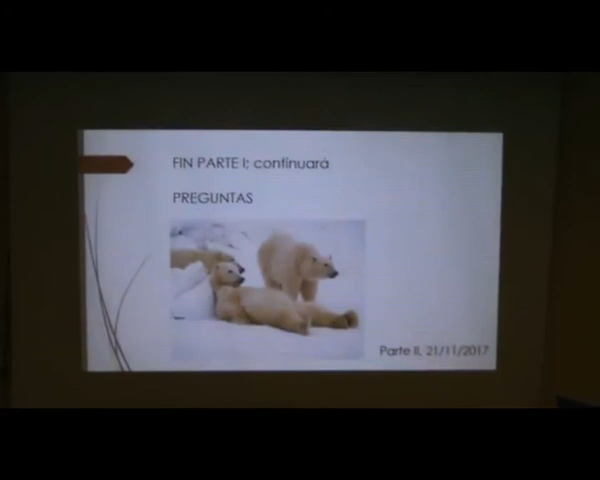 FIN PARTE I; continuará
PREGUNTAS
Parte II, 21/11/2017